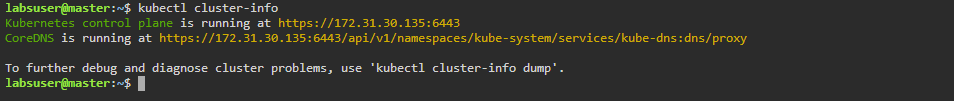 labsuser@master:~$ kubectl cluster-info
Kubernetes control plane is running at https://172.31.30.135:6443
CoreDNS is running at https://172.31.30.135:6443/api/v1/namespaces/kube-system/services/kube-dns:dns/proxy
To further debug and diagnose cluster problems, use 'kubectl cluster-info dump'.
labsuser@master:~$